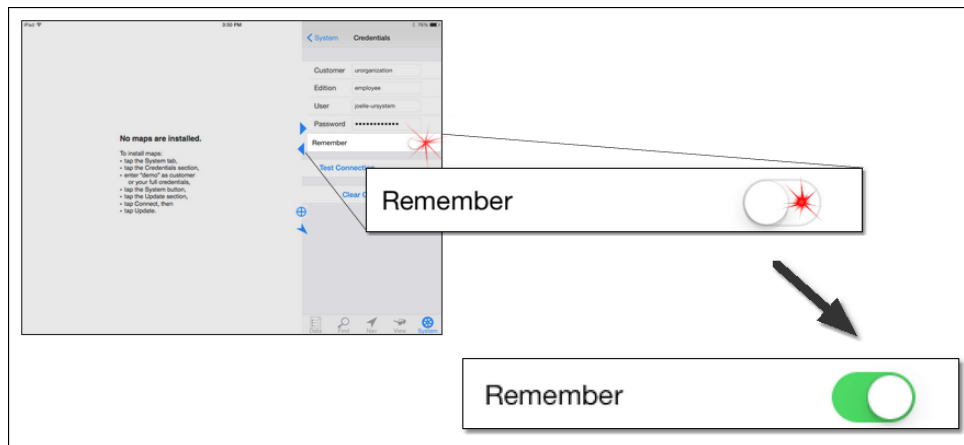 iPad
3:50 PM
76%
System
Credentials
Customer
urorganization
Edition
employee
User
joelle-ursystem
Password
••••••••••••
Remember
Test Connection
Clear C
No maps are installed.
To install maps:
- tap the System tab,
- tap the Credentials section,
- enter "demo" as customer
or your full credentials,
- tap the System button,
- tap the Update section,
- tap Connect, then
- tap Update.
Data
Find
Nav
View
System
Remember
Remember